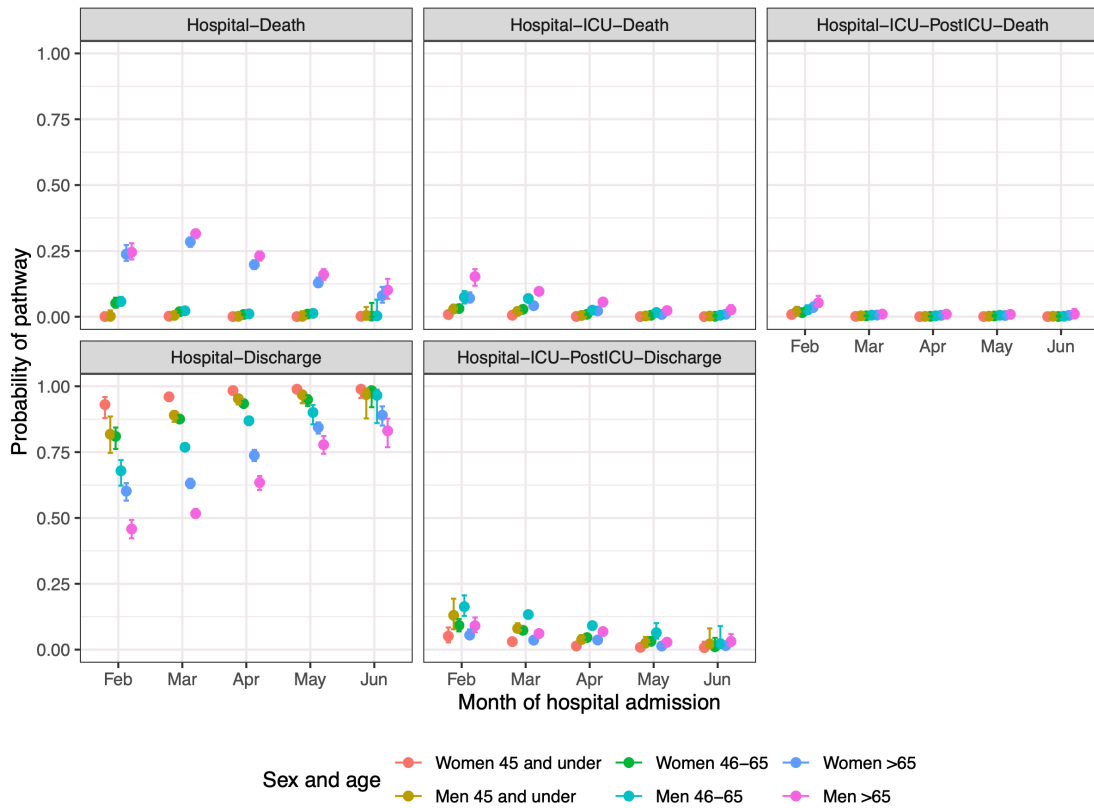 Hospital−Death
Hospital−ICU−Death
Hospital−ICU−PostICU−Death
1.00
0.75
0.50
0.25
0.00
Feb Mar Apr May Jun
Hospital−Discharge
Hospital−ICU−PostICU−Discharge
1.00
0.75
0.50
0.25
0.00
Feb Mar Apr May Jun
Feb Mar Apr May Jun
Probability of pathway
Month of hospital admission
Sex and age
Women 45 and under
Women 46−65
Women >65
Men 45 and under
Men 46−65
Men >65